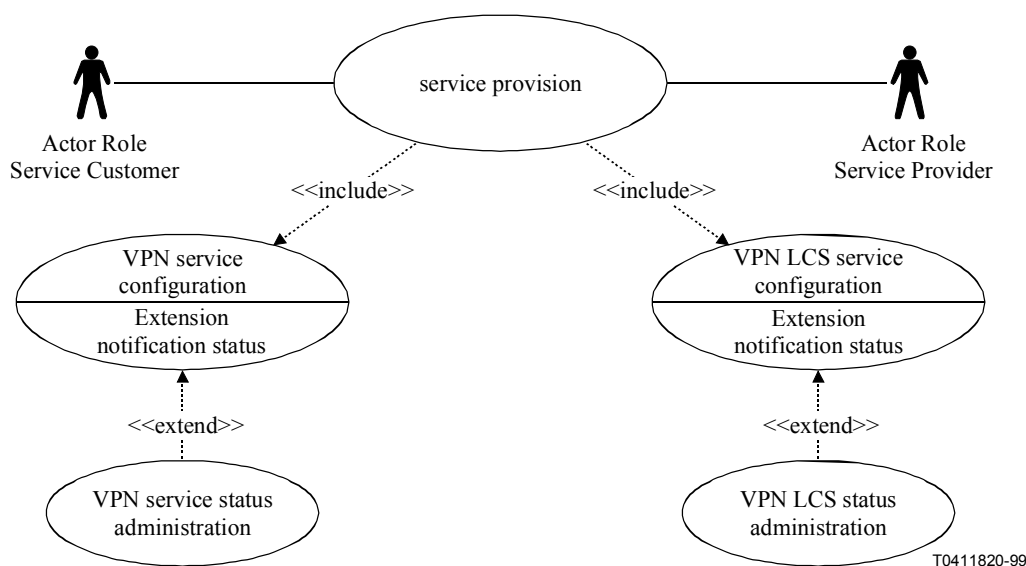 service provision
Actor Role
Service Customer
Actor Role
Service Provider
<<include>>
<<include>>
VPN service
configuration
Extension
notification status
VPN LCS service
configuration
Extension
notification status
<<extend>>
<<extend>>
VPN service status
administration
VPN LCS status
administration
T0411820-99